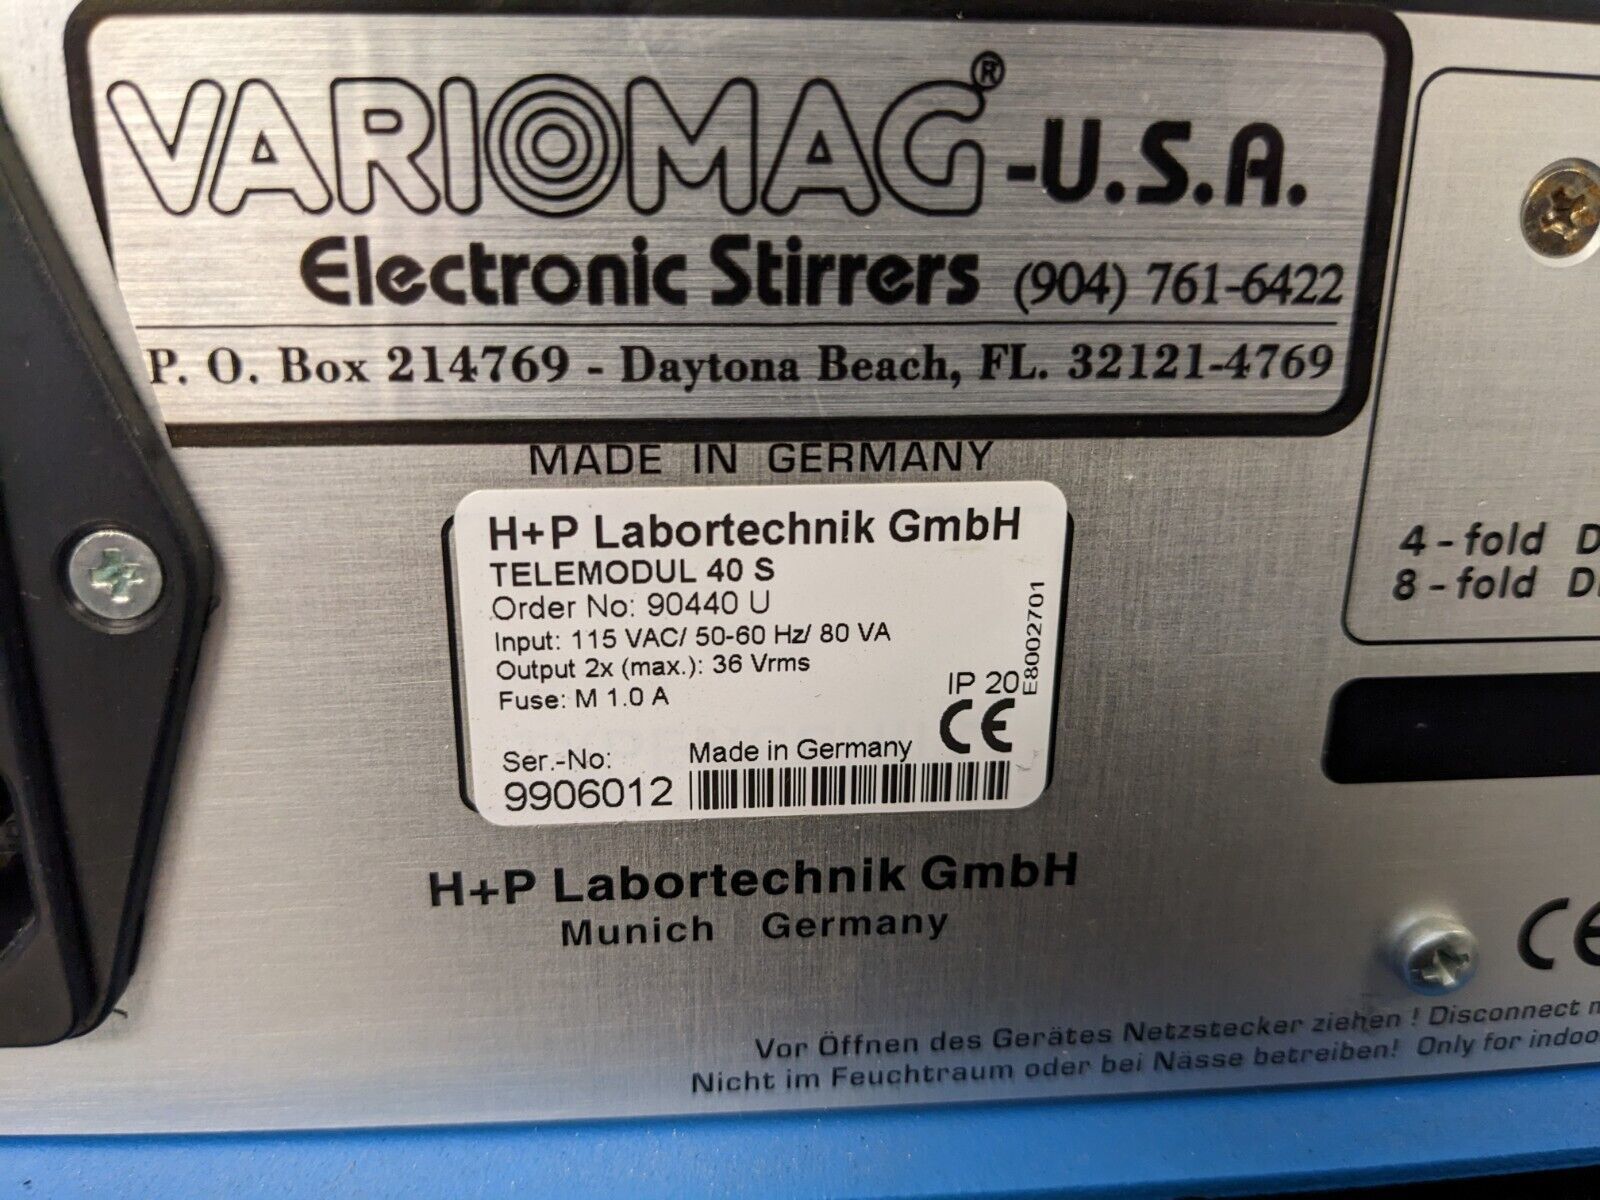 VARIOMAG® -U.S.A.
Electronic Stirrers (904) 761-6422
P. O. Box 214769 - Daytona Beach, FL. 32121-4769
MADE IN GERMANY
H+P Labortechnik GmbH
TELEMODUL 40 S
Order No: 90440 U
Input: 115 VAC/ 50-60 Hz/ 80 VA
Output 2x (max.): 36 Vrms
Fuse: M 1.0 A
IP 20
E8002701
CE
Ser.-No:
Made in Germany
9906012
4-fold
8-fold
H+P Labortechnik GmbH
Munich Germany
CE
Vor Öffnen des Gerätes Netzstecker ziehen ! Disconnect
Nicht im Feuchtraum oder bei Nässe betreiben! Only for